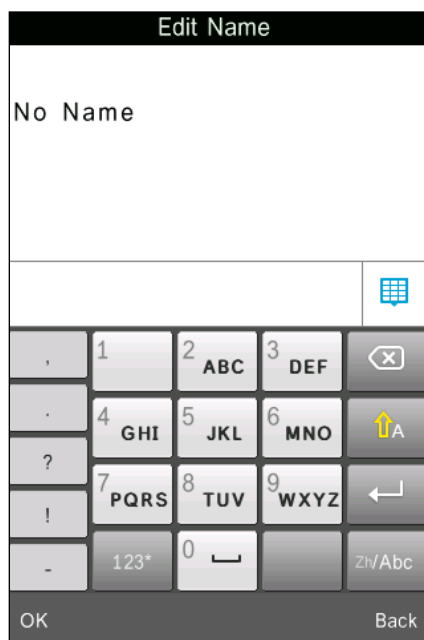 Edit Name
No Name
, 1 2 ABC 3 DEF
. 4 GHI 5 JKL 6 MNO A
?
7 PQRS 8 TUV 9 WXYZ
!
- 123* 0 Zh/Abc
OK Back